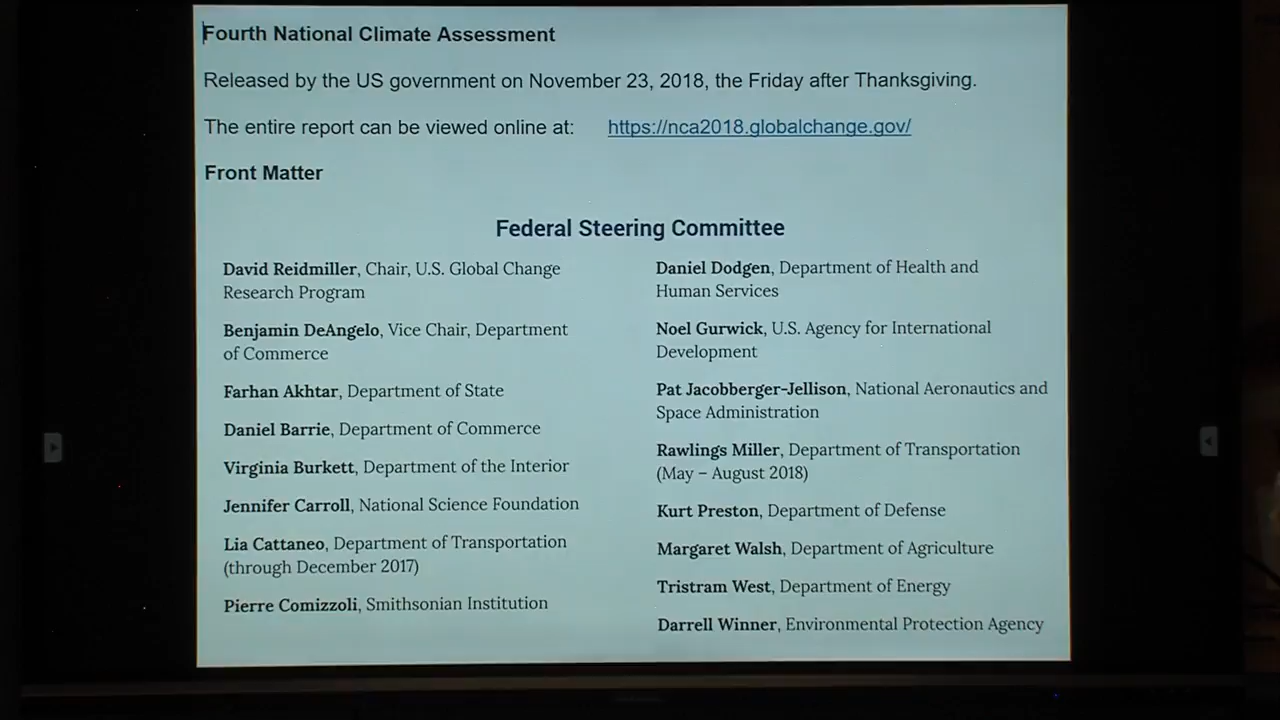 Fourth National Climate Assessment
Released by the US government on November 23, 2018, the Friday after Thanksgiving.
The entire report can be viewed online at: https://nca2018.globalchange.gov/
Front Matter
Federal Steering Committee
David Reidmiller, Chair, U.S. Global Change
Research Program
Benjamin DeAngelo, Vice Chair, Department
of Commerce
Farhan Akhtar, Department of State
Daniel Barrie, Department of Commerce
Virginia Burkett, Department of the Interior
Jennifer Carroll, National Science Foundation
Lia Cattaneo, Department of Transportation
(through December 2017)
Pierre Comizzoli, Smithsonian Institution
Daniel Dodgen, Department of Health and
Human Services
Noel Gurwick, U.S. Agency for International
Development
Pat Jacobberger-Jellison, National Aeronautics and
Space Administration
Rawlings Miller, Department of Transportation
(May – August 2018)
Kurt Preston, Department of Defense
Margaret Walsh, Department of Agriculture
Tristram West, Department of Energy
Darrell Winner, Environmental Protection Agency